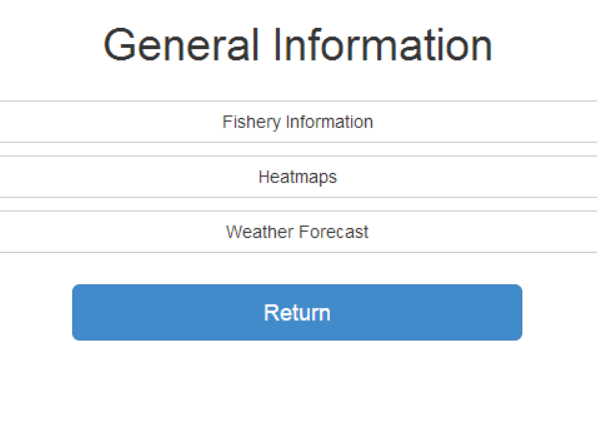 General Information
Fishery Information
Heatmaps
Weather Forecast
Return